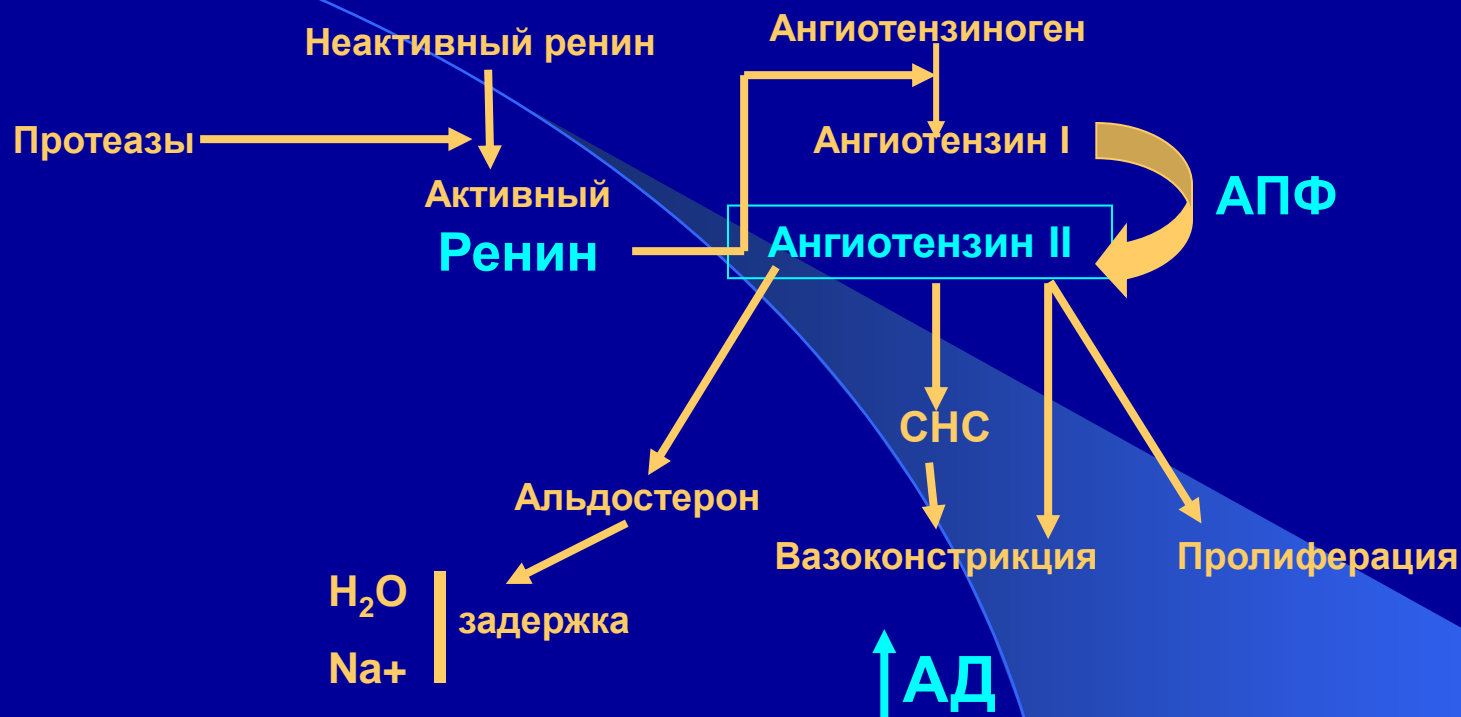 Неактивный ренин
Ангиотензиноген
Протеазы
Ангиотензин I
Активный
Ренин
АПФ
Ангиотензин II
СНС
Альдостерон
Вазоконстрикция
Пролиферация
H₂O
задержка
Na+
АД